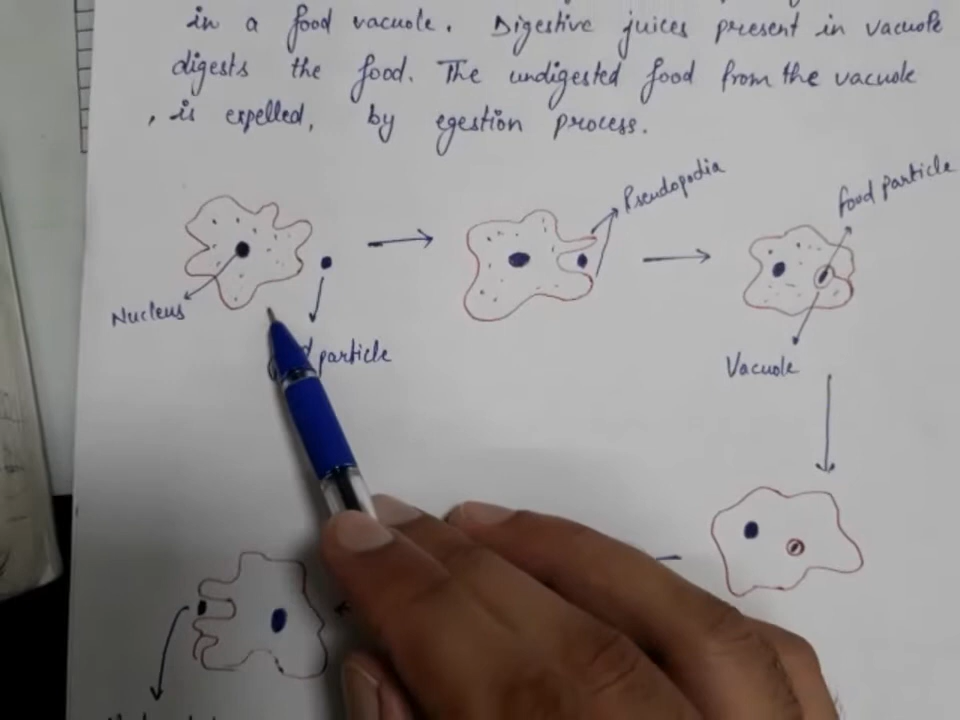 in a food vacuole. Digestive juices present in vacuole
digests the food. The undigested food from the vacuole
, is expelled, by egestion process.
Pseudopodia
food particle
Nucleus
particle
Vacuole